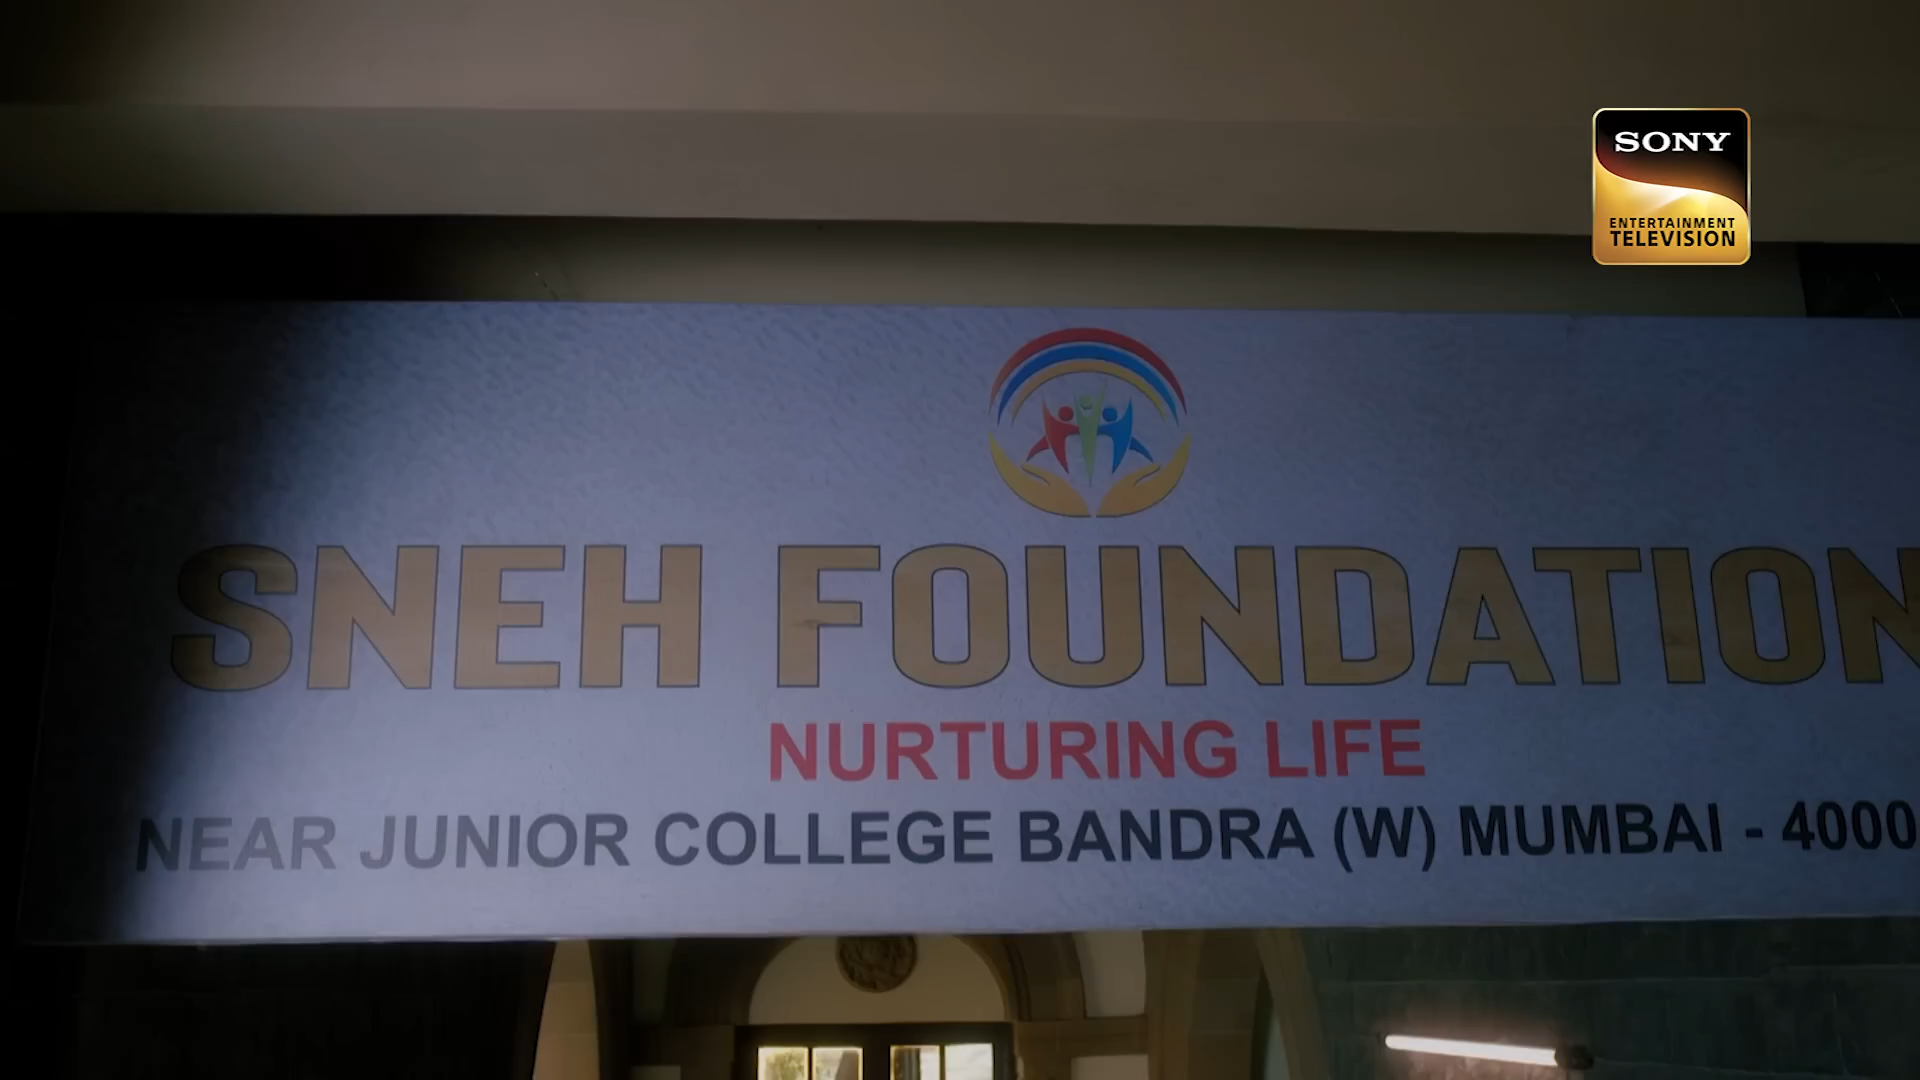 SONY
ENTERTAINMENT
TELEVISION
SNEH FOUNDATION
NURTURING LIFE
NEAR JUNIOR COLLEGE BANDRA (W) MUMBAI - 4000